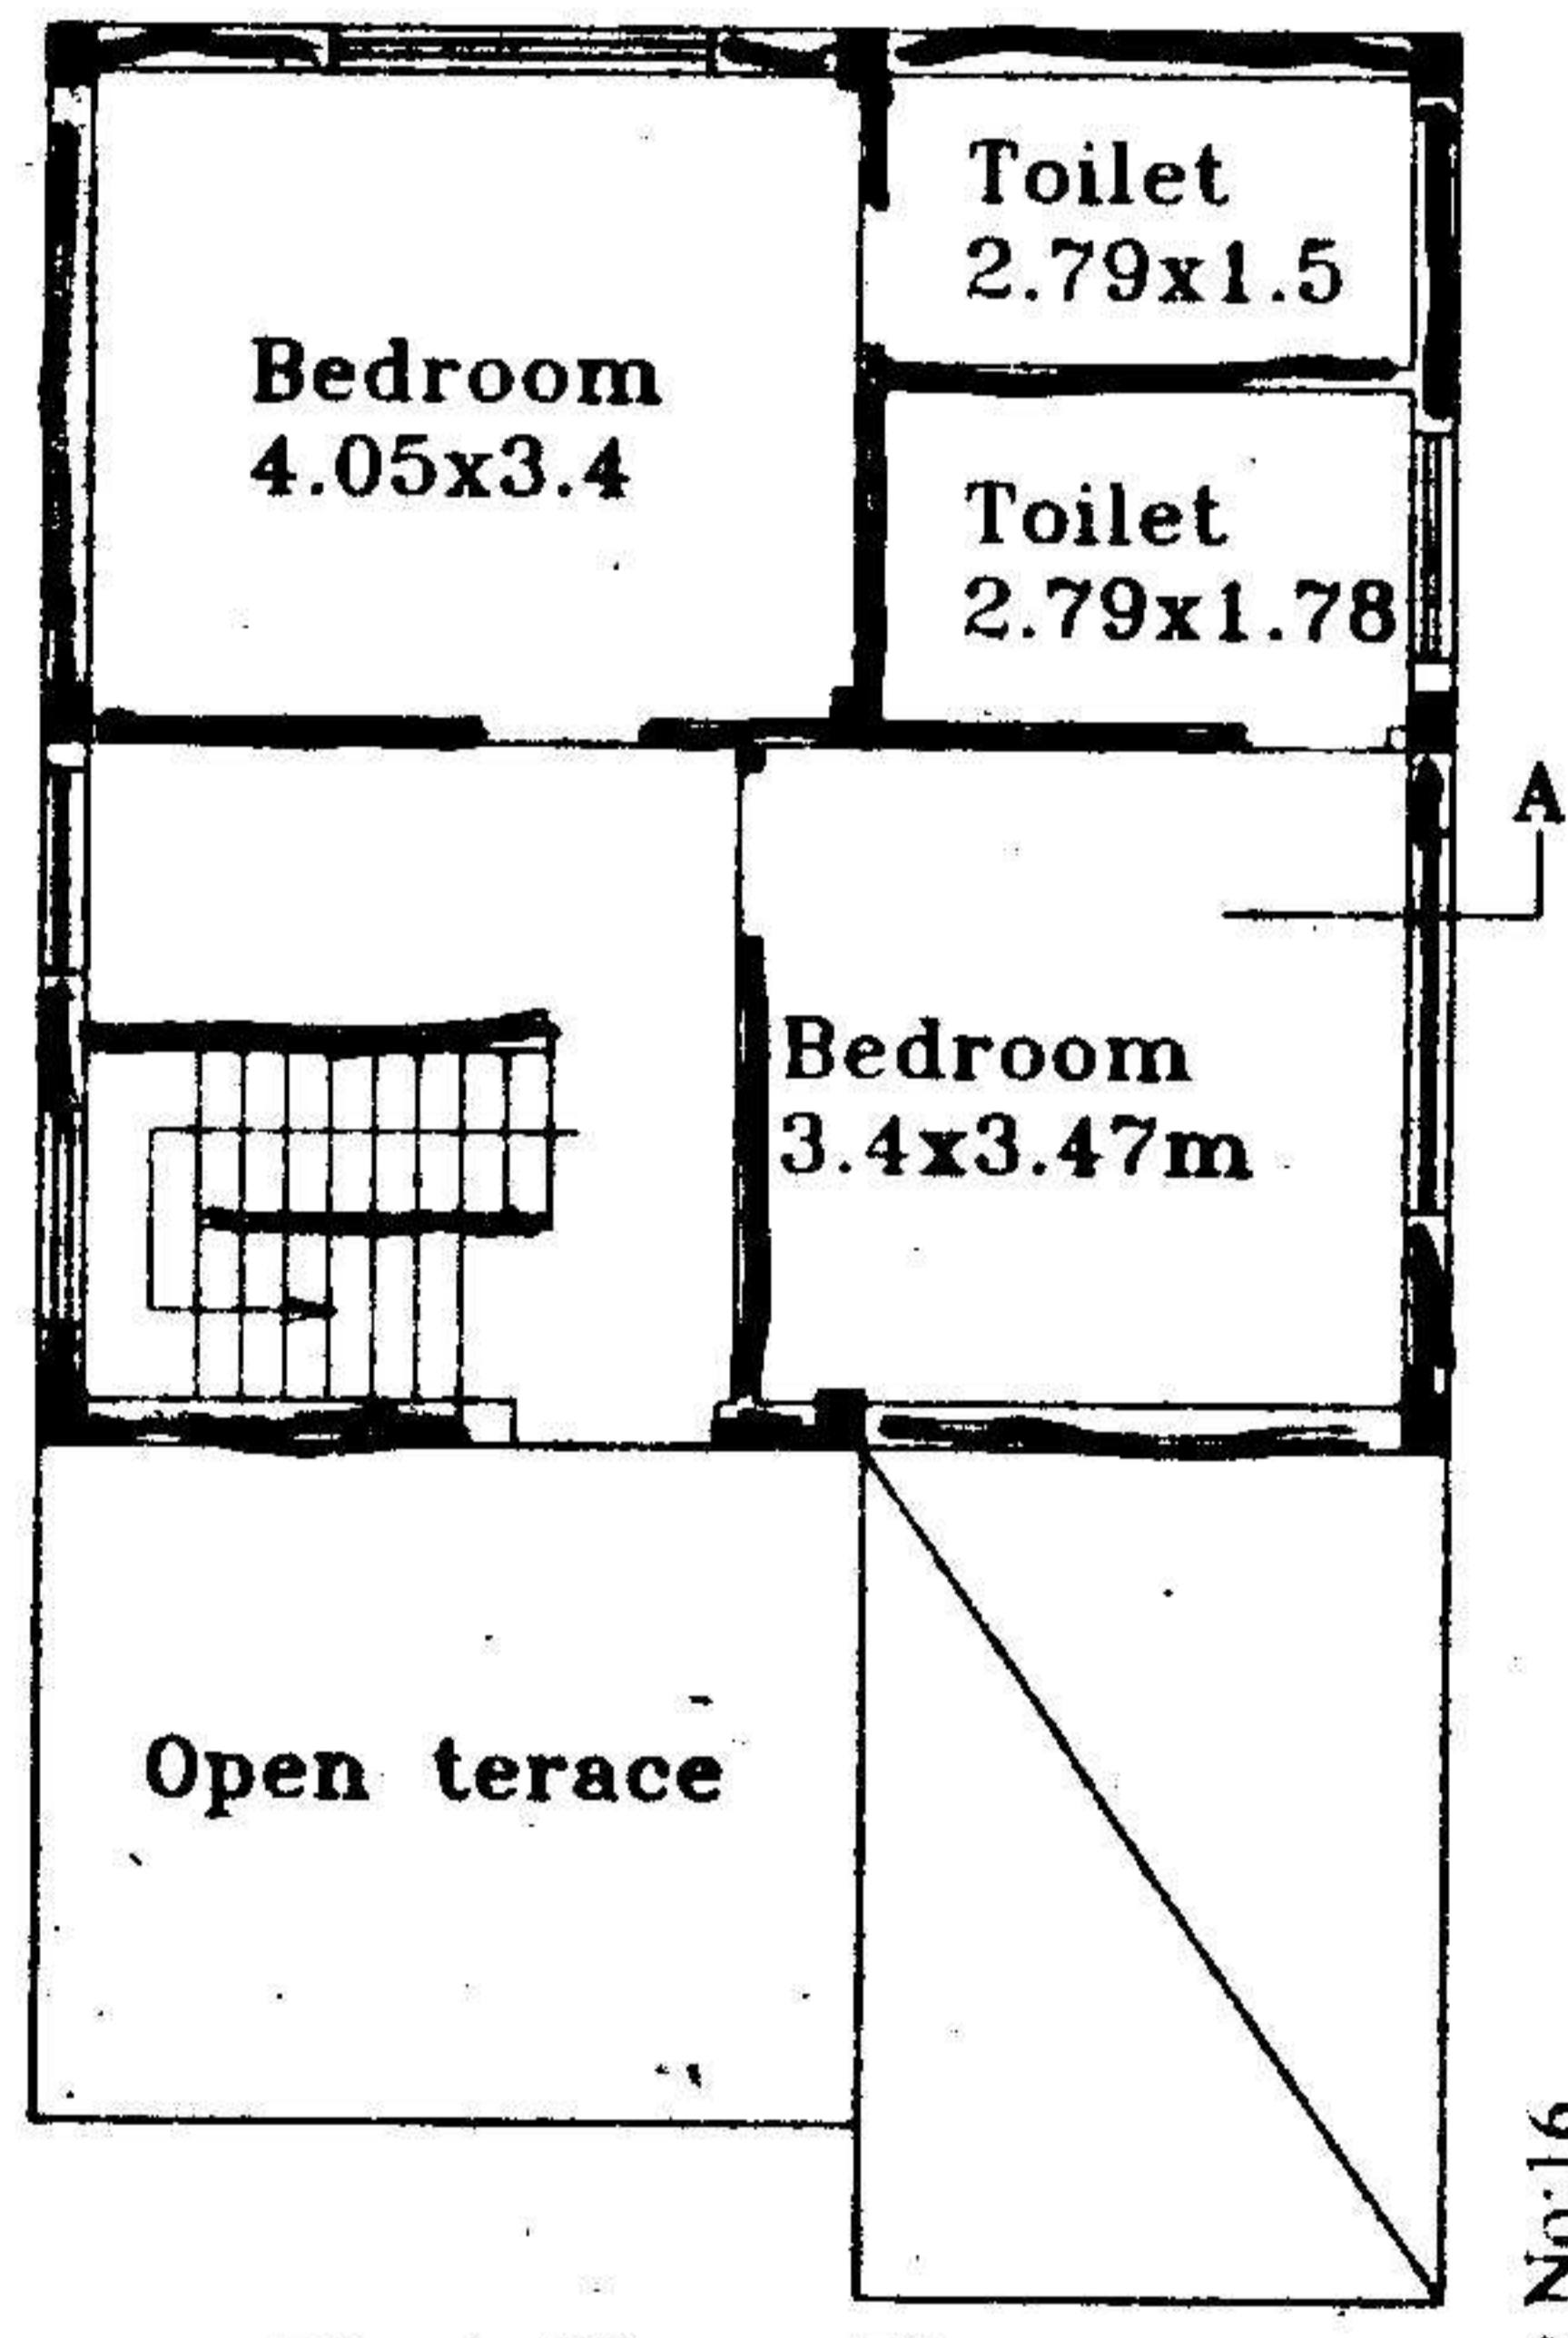 Toilet
2.79x1.5
Bedroom
4.05x3.4
Toilet
2.79x1.78
A
Bedroom
3.4x3.47m
Open terace
No:16